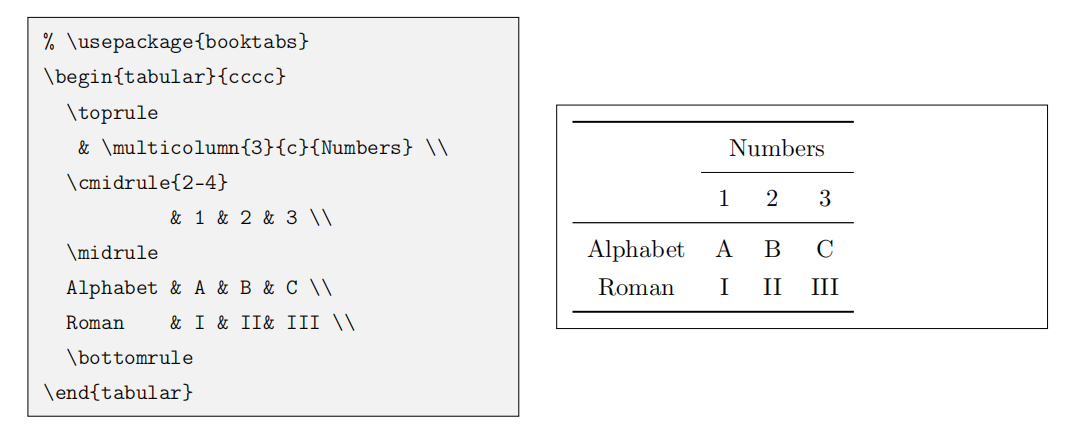 % \usepackage{booktabs}
\begin{tabular}{cccc}
\toprule
& \multicolumn{3}{c}{Numbers} \\
\cmidrule{2-4}
& 1 & 2 & 3 \\
\midrule
Alphabet & A & B & C \\
Roman & I & II& III \\
\bottomrule
\end{tabular}
Numbers
1 2 3
Alphabet A B C
Roman I II III